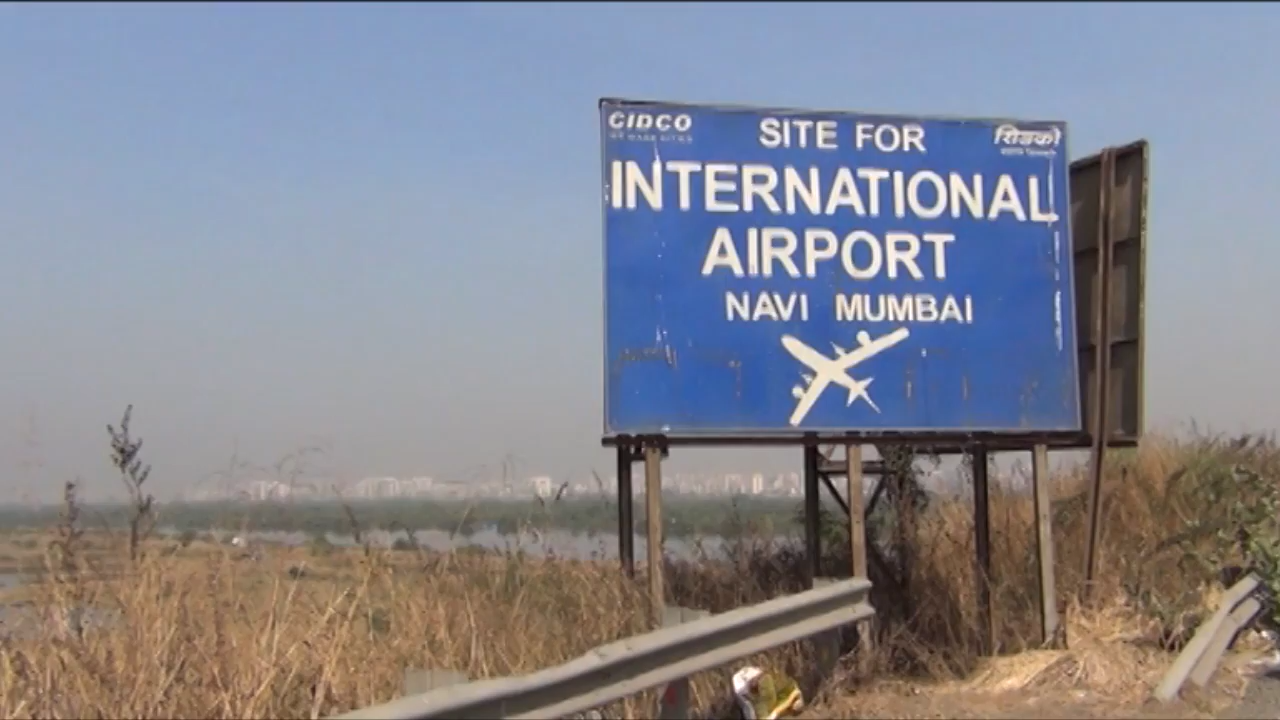 CIDCO
SITE FOR
सिडको
INTERNATIONAL
AIRPORT
NAVI MUMBAI